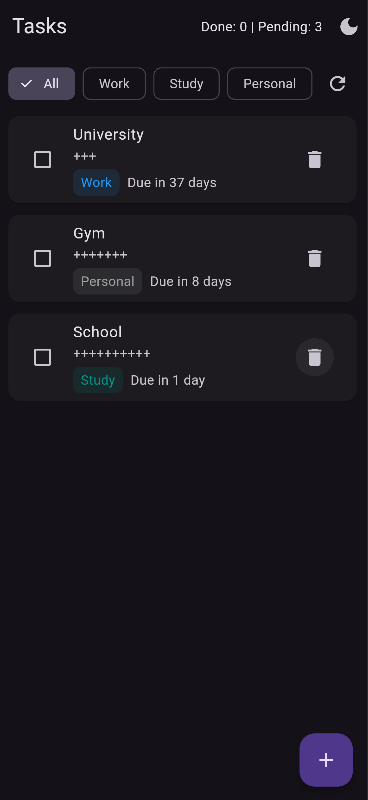 Tasks
Done: 0 | Pending: 3
All
Work
Study
Personal
University
+++
Work
Due in 37 days
Gym
+++++++
Personal
Due in 8 days
School
++++++++++
Study
Due in 1 day
+